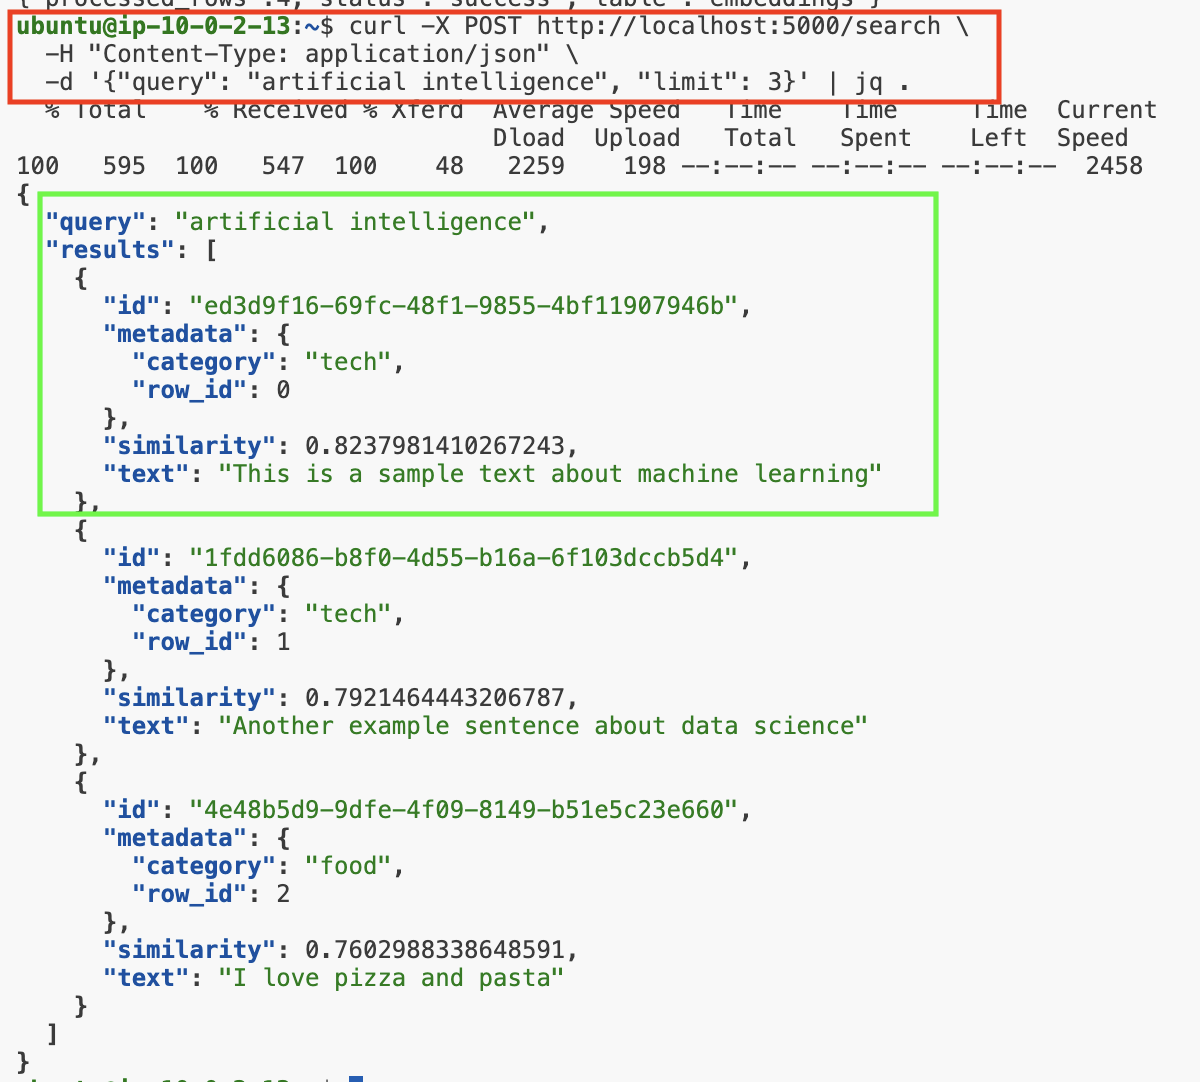 {"processed_rows":4,"status":"success","table":"embeddings"}
ubuntu@ip-10-0-2-13:~$ curl -X POST http://localhost:5000/search \
  -H "Content-Type: application/json" \
  -d '{"query": "artificial intelligence", "limit": 3}' | jq .
  % Total    % Received % Xferd  Average Speed   Time    Time     Time  Current
                                 Dload  Upload   Total   Spent    Left  Speed
100   595  100   547  100    48   2259    198 --:--:-- --:--:-- --:--:--  2458
{
  "query": "artificial intelligence",
  "results": [
    {
      "id": "ed3d9f16-69fc-48f1-9855-4bf11907946b",
      "metadata": {
        "category": "tech",
        "row_id": 0
      },
      "similarity": 0.8237981410267243,
      "text": "This is a sample text about machine learning"
    },
    {
      "id": "1fdd6086-b8f0-4d55-b16a-6f103dccb5d4",
      "metadata": {
        "category": "tech",
        "row_id": 1
      },
      "similarity": 0.7921464443206787,
      "text": "Another example sentence about data science"
    },
    {
      "id": "4e48b5d9-9dfe-4f09-8149-b51e5c23e660",
      "metadata": {
        "category": "food",
        "row_id": 2
      },
      "similarity": 0.7602988338648591,
      "text": "I love pizza and pasta"
    }
  ]
}
ubuntu@ip-10-0-2-13:~$